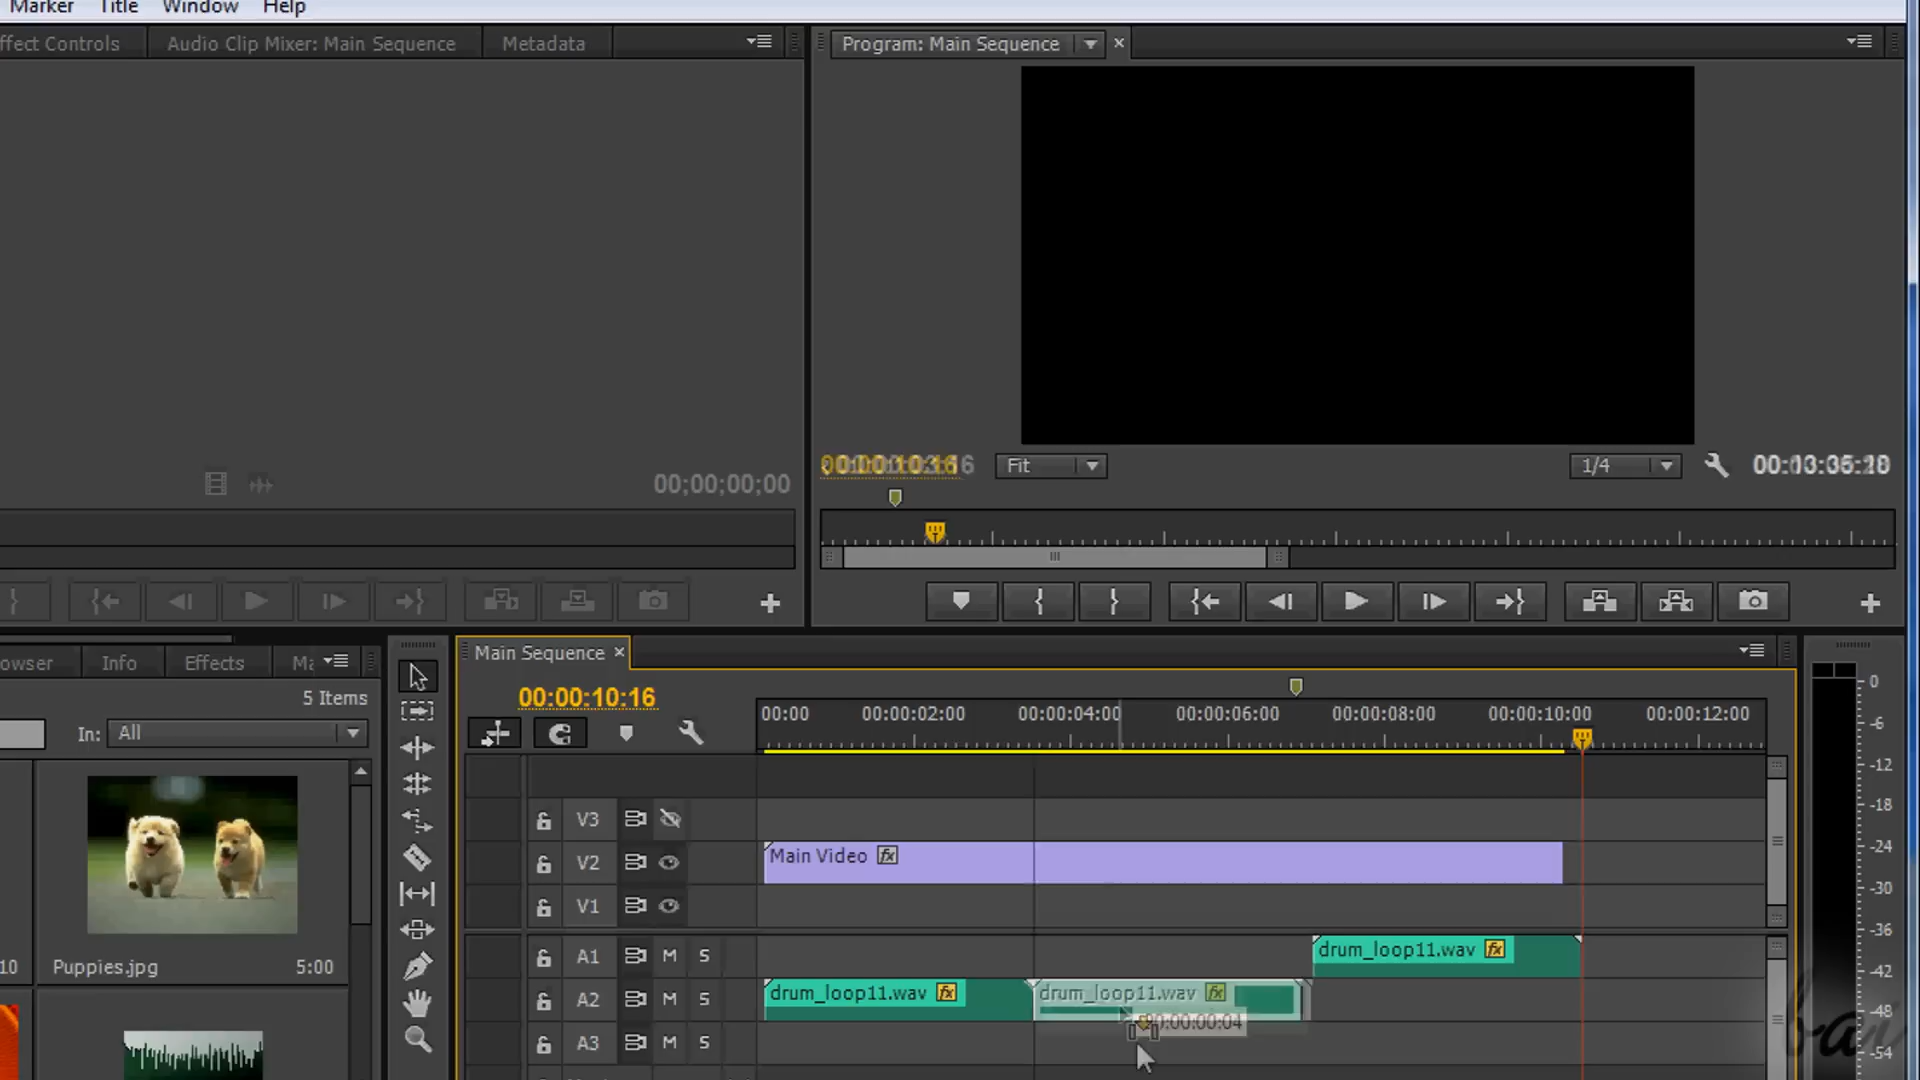 Marker Title Window Help
ffect Controls Audio Clip Mixer: Main Sequence Metadata
Program: Main Sequence
00;00;00;00
00:00:10:16 Fit 1/4
Main Sequence
owser Info Effects
5 Items
In: All
00:00:10:16
00:00 00:00:02:00 00:00:04:00 00:00:06:00 00:00:08:00 00:00:10:00 00:00:12:00
V3
V2 Main Video fx
V1
A1 M S drum_loop11.wav fx
A2 M S drum_loop11.wav fx drum_loop11.wav fx
00:00:00:04
A3 M S
10 Puppies.jpg 5:00
0
-6
-12
-18
-24
-30
-36
-42
-48
-54